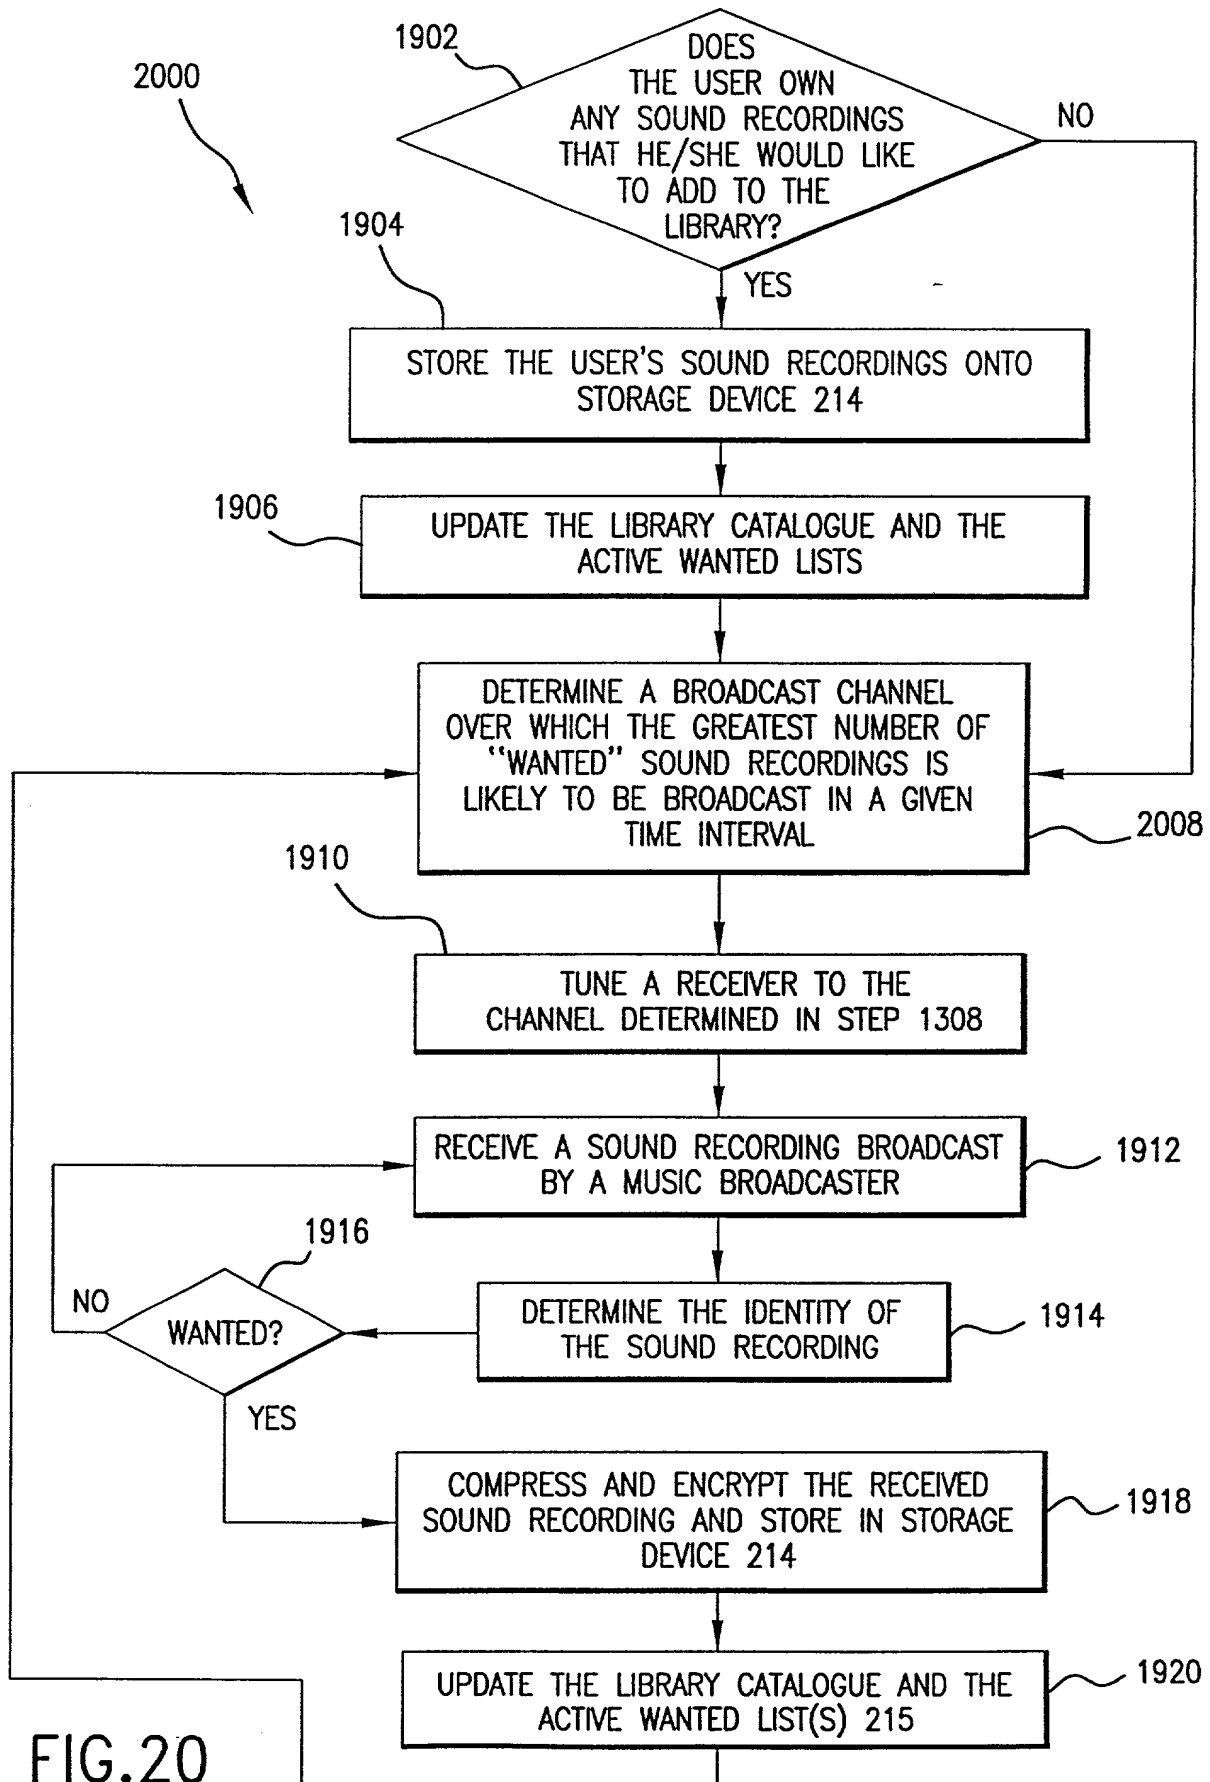 1902
2000
DOES
THE USER OWN
ANY SOUND RECORDINGS
THAT HE/SHE WOULD LIKE
TO ADD TO THE
LIBRARY?
NO
1904
YES
STORE THE USER'S SOUND RECORDINGS ONTO
STORAGE DEVICE 214
1906
UPDATE THE LIBRARY CATALOGUE AND THE
ACTIVE WANTED LISTS
DETERMINE A BROADCAST CHANNEL
OVER WHICH THE GREATEST NUMBER OF
"WANTED" SOUND RECORDINGS IS
LIKELY TO BE BROADCAST IN A GIVEN
TIME INTERVAL
2008
1910
TUNE A RECEIVER TO THE
CHANNEL DETERMINED IN STEP 1308
RECEIVE A SOUND RECORDING BROADCAST
BY A MUSIC BROADCASTER
1912
1916
NO
WANTED?
DETERMINE THE IDENTITY OF
THE SOUND RECORDING
1914
YES
COMPRESS AND ENCRYPT THE RECEIVED
SOUND RECORDING AND STORE IN STORAGE
DEVICE 214
1918
UPDATE THE LIBRARY CATALOGUE AND THE
ACTIVE WANTED LIST(S) 215
1920
FIG.20